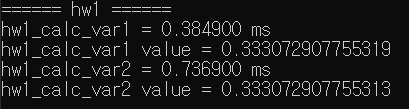 ====== hw1 ======
hw1_calc_var1 = 0.384900 ms
hw1_calc_var1 value = 0.333072907755319
hw1_calc_var2 = 0.736900 ms
hw1_calc_var2 value = 0.333072907755313